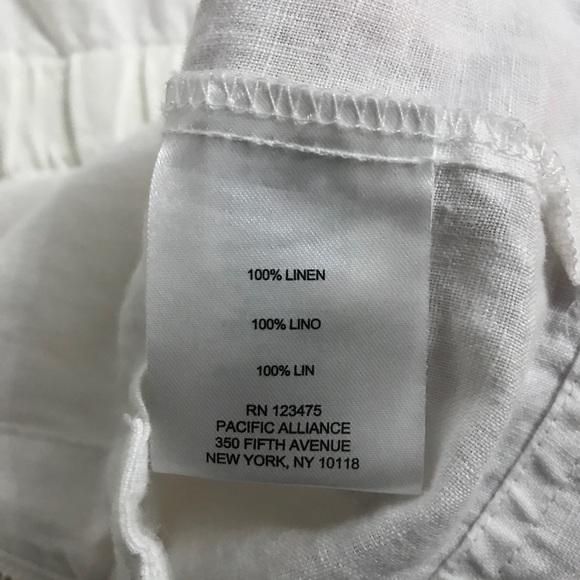 100% LINEN
100% LINO
100% LIN
RN 123475
PACIFIC ALLIANCE
350 FIFTH AVENUE
NEW YORK, NY 10118